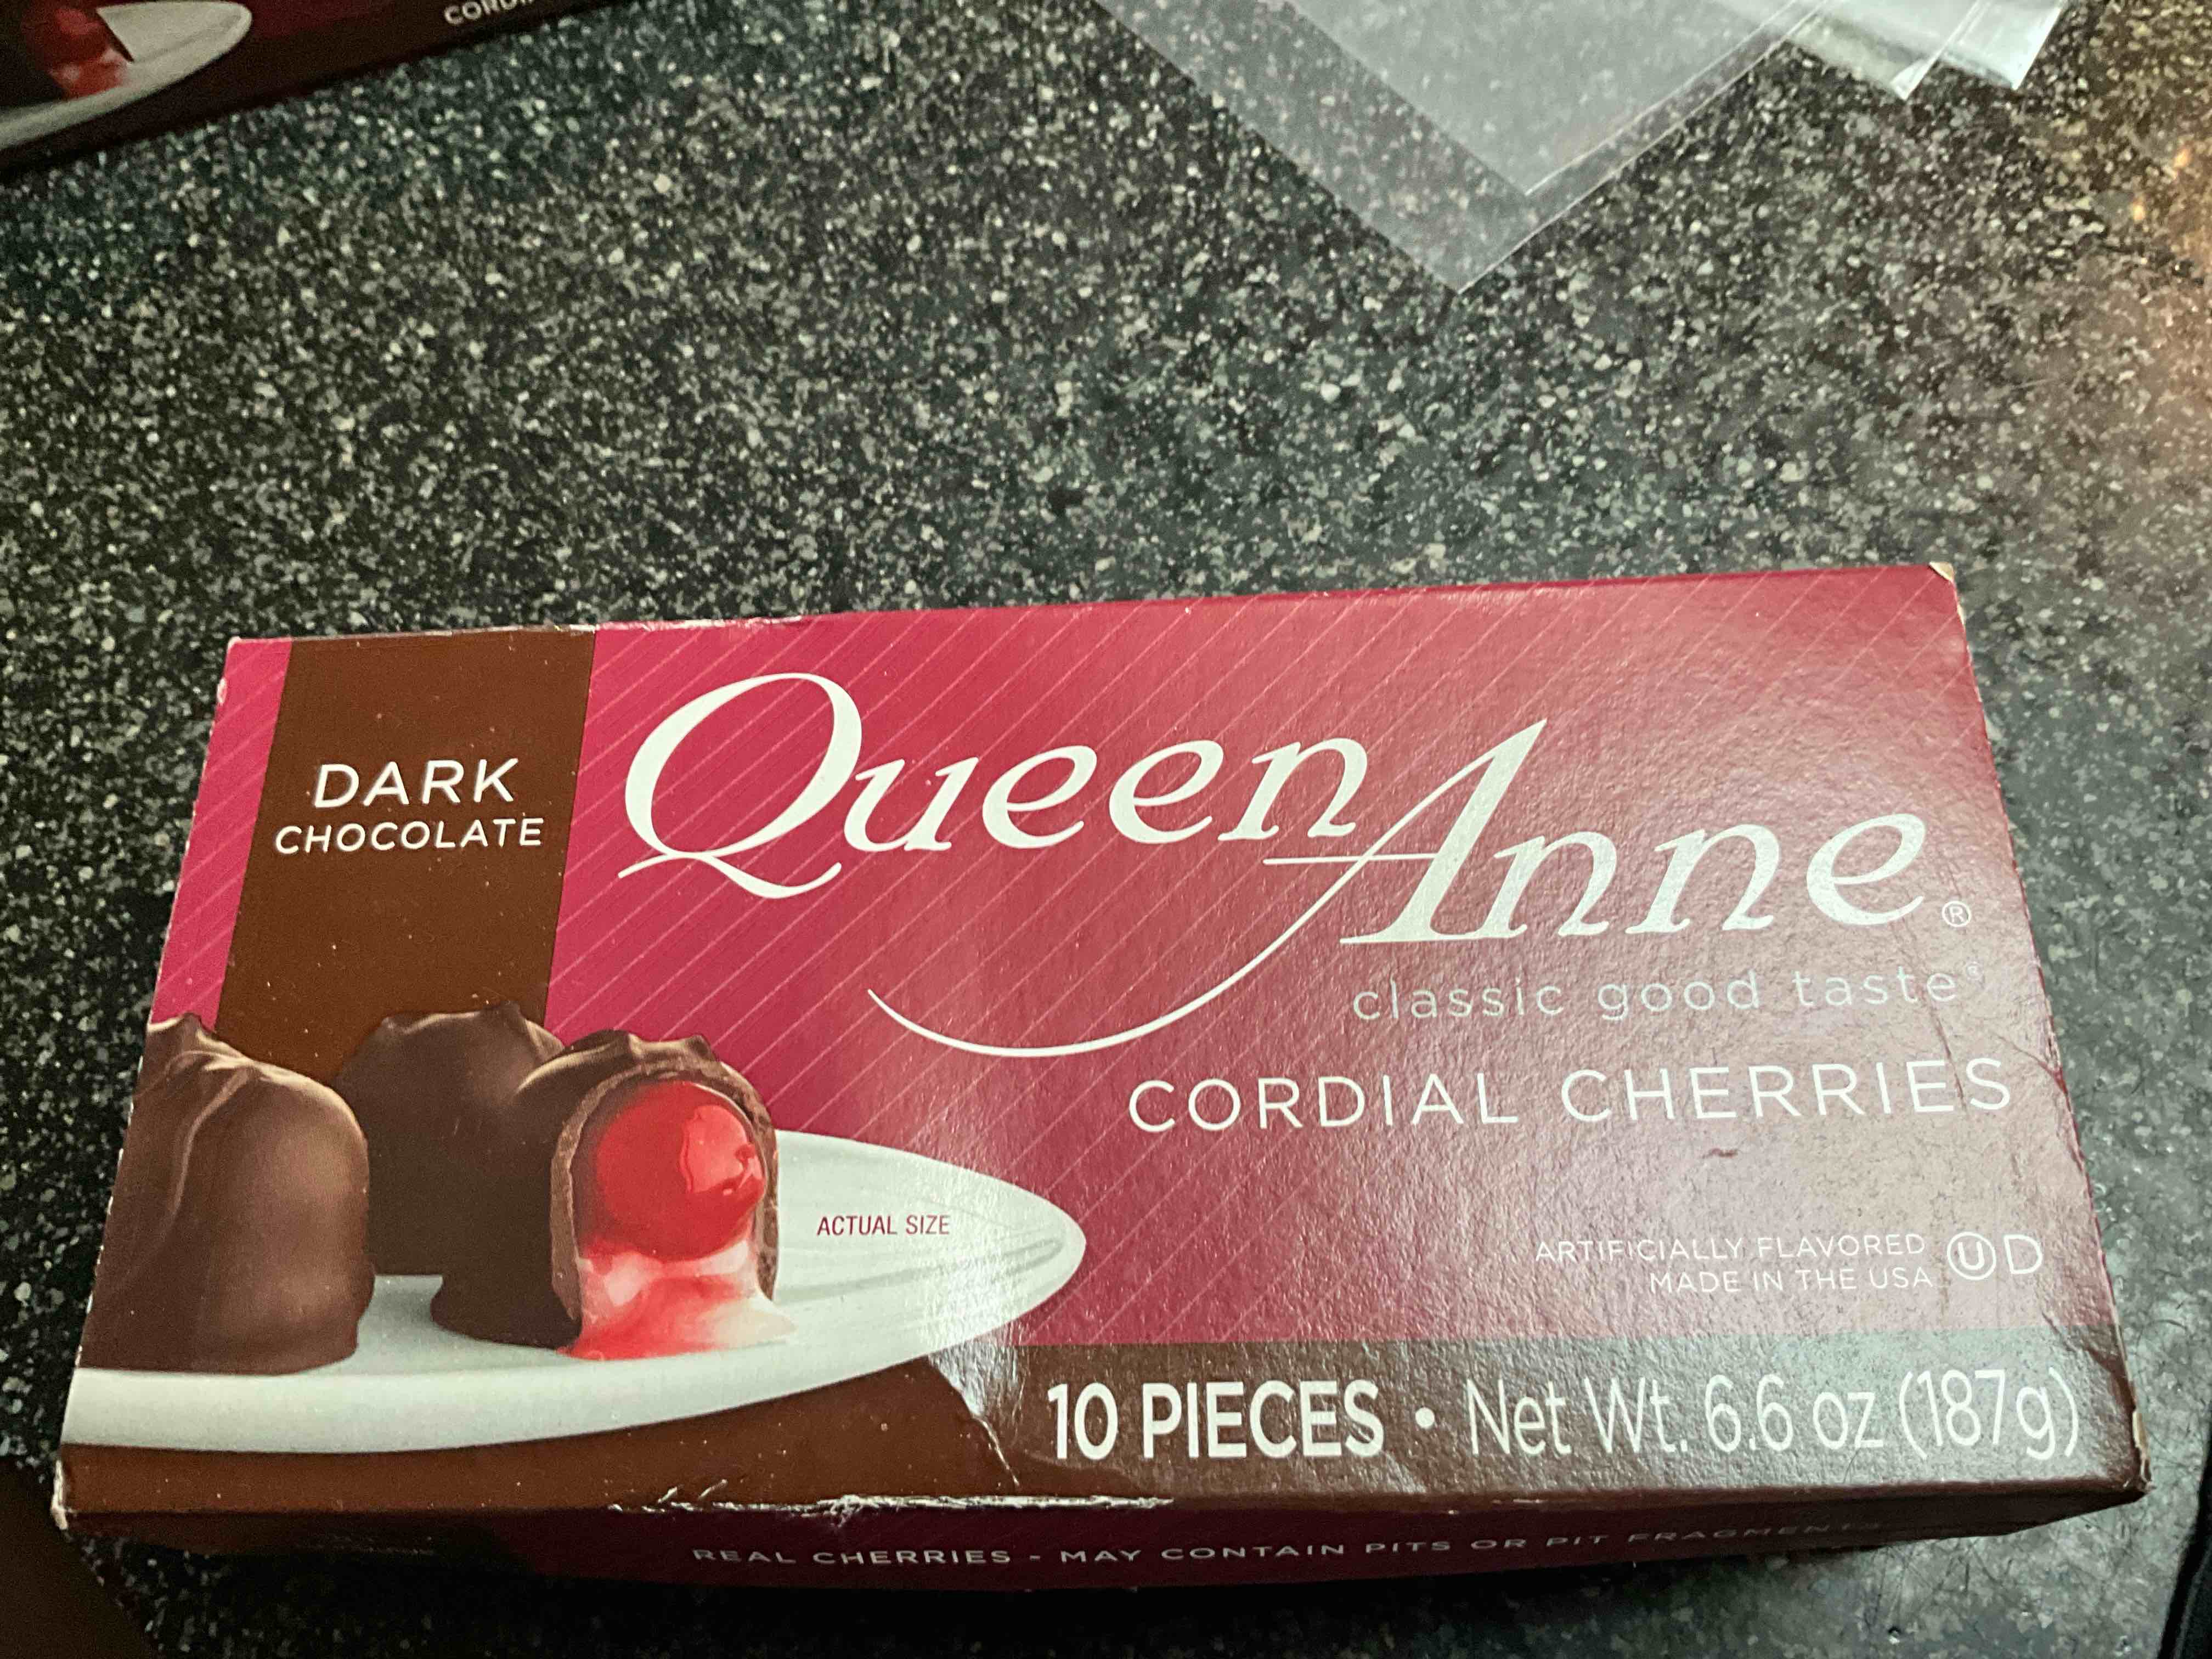 DARK
CHOCOLATE
Queen Anne®
classic good taste®
CORDIAL CHERRIES
ACTUAL SIZE
ARTIFICIALLY FLAVORED
MADE IN THE USA
Ⓤ D
10 PIECES • Net Wt. 6.6 oz (187g)
REAL CHERRIES - MAY CONTAIN PITS OR PIT FRAGMENTS